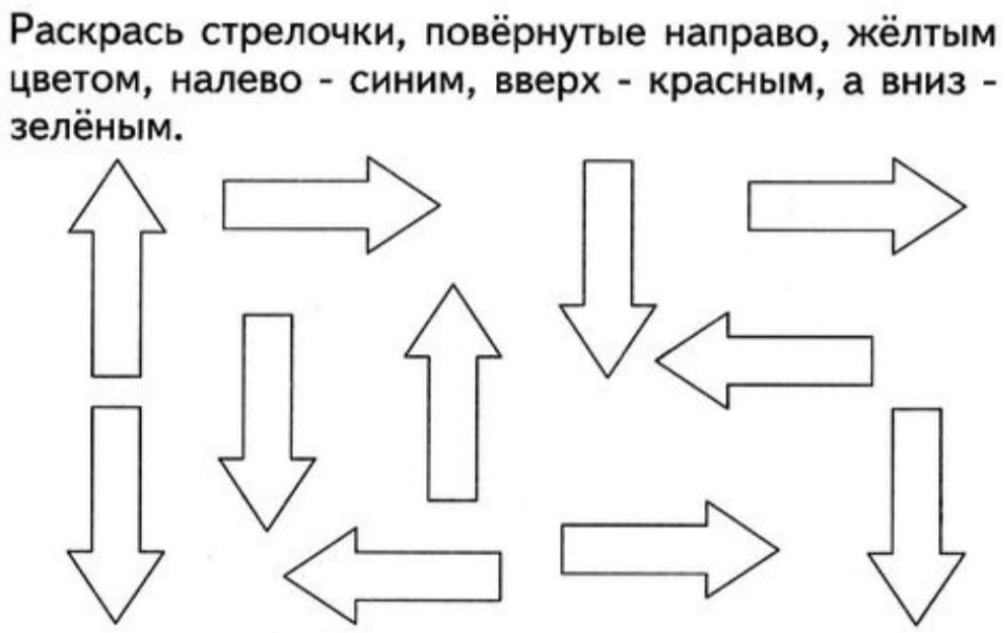 Раскрась стрелочки, повёрнутые направо, жёлтым
цветом, налево - синим, вверх - красным, а вниз -
зелёным.